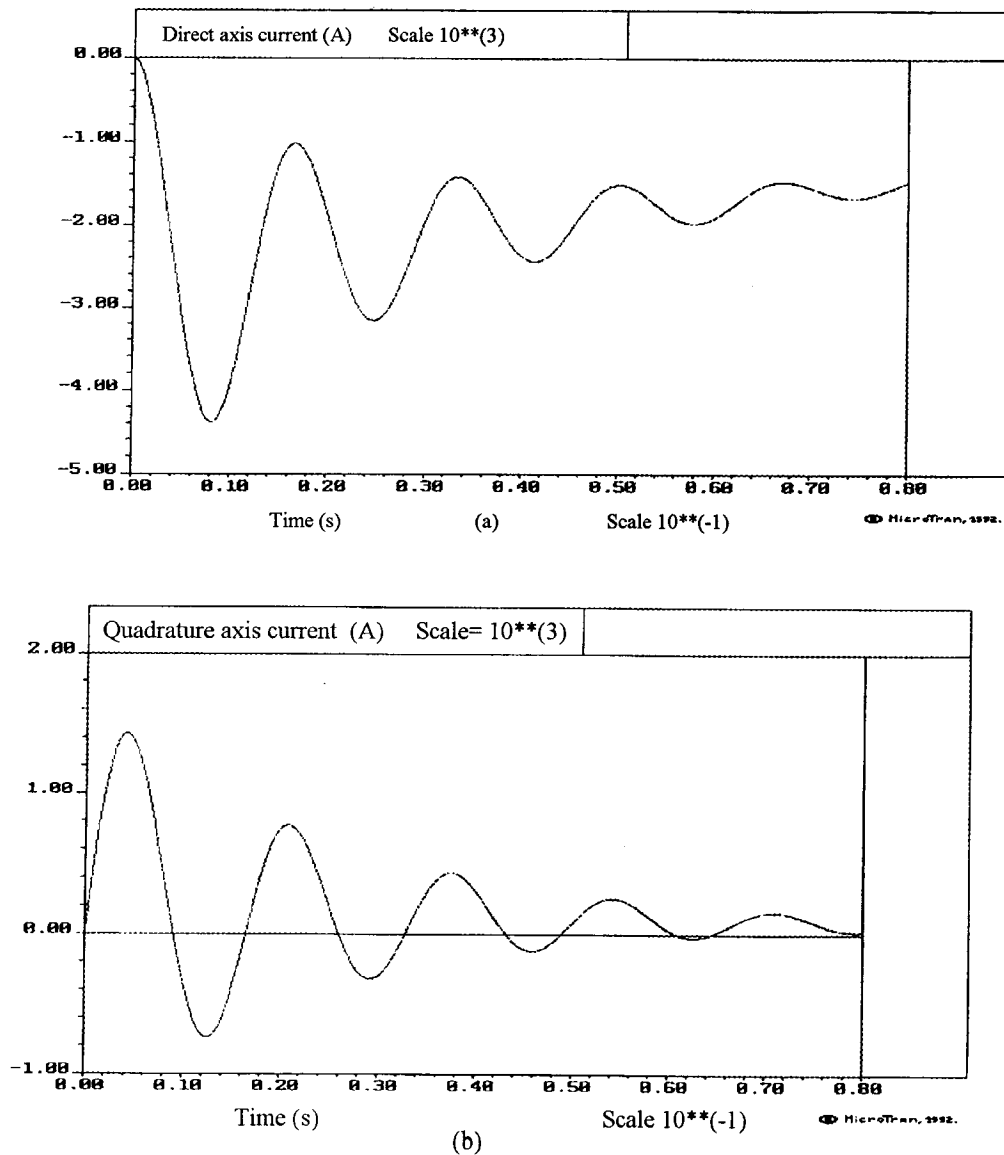 Direct axis current (A) Scale 10**(3)
0.00
-1.00
-2.00
-3.00
-4.00
-5.00
0.00 0.10 0.20 0.30 0.40 0.50 0.60 0.70 0.80
Time (s) (a) Scale 10**(-1) MicroTran, 1992.
Quadrature axis current (A) Scale= 10**(3)
2.00
1.00
0.00
-1.00
0.00 0.10 0.20 0.30 0.40 0.50 0.60 0.70 0.80
Time (s) Scale 10**(-1) MicroTran, 1992.
(b)